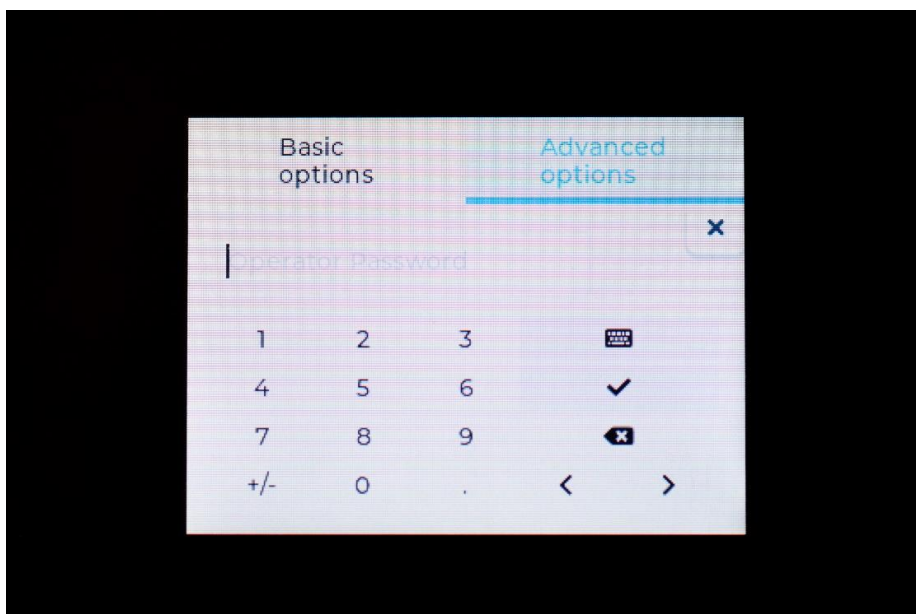 Basic
options
Advanced
options
Operator Password
1 2 3
4 5 6
7 8 9
+/- 0 .